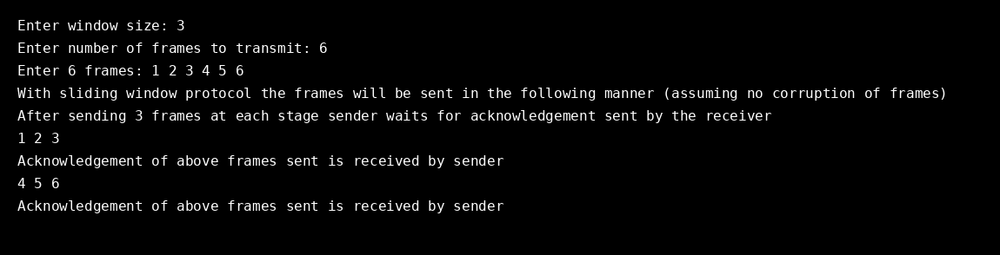 Enter window size: 3
Enter number of frames to transmit: 6
Enter 6 frames: 1 2 3 4 5 6
With sliding window protocol the frames will be sent in the following manner (assuming no corruption of frames)
After sending 3 frames at each stage sender waits for acknowledgement sent by the receiver
1 2 3
Acknowledgement of above frames sent is received by sender
4 5 6
Acknowledgement of above frames sent is received by sender